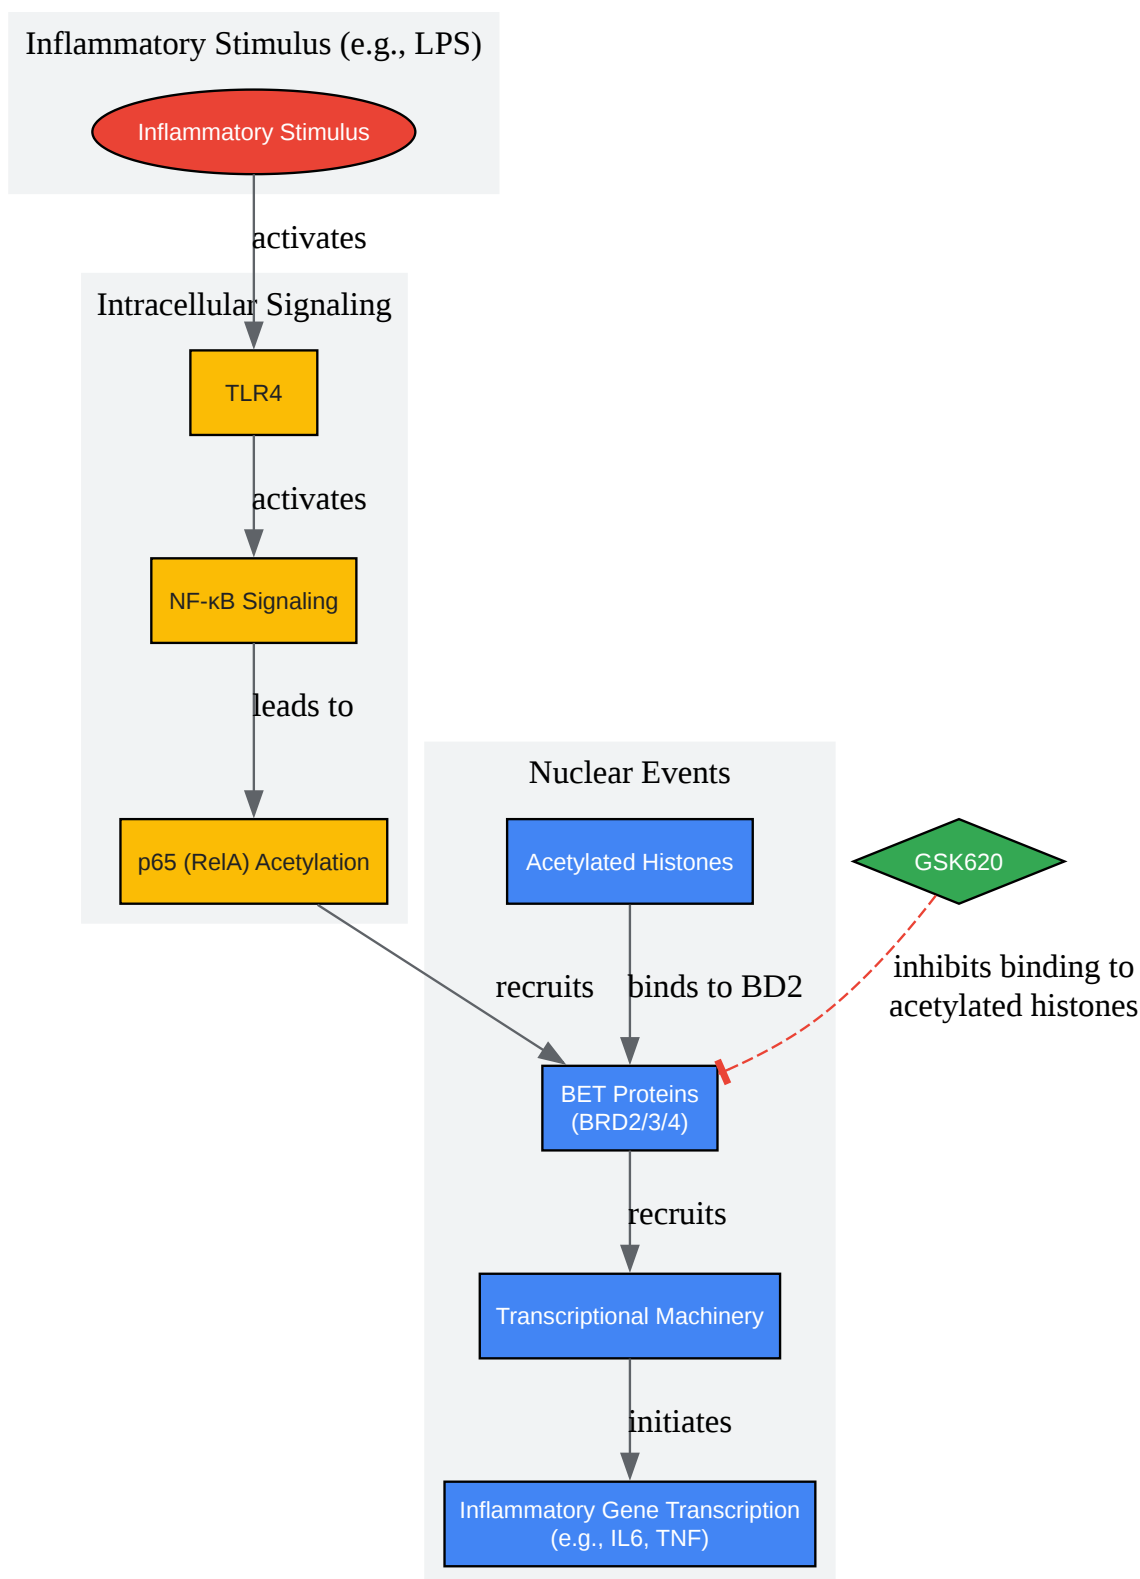 Inflammatory Stimulus (e.g., LPS)
Inflammatory Stimulus
activates
Intracellular Signaling
TLR4
activates
NF-κB Signaling
leads to
Nuclear Events
p65 (RelA) Acetylation
Acetylated Histones
GSK620
recruits
binds to BD2
inhibits binding to
acetylated histones
BET Proteins
(BRD2/3/4)
recruits
Transcriptional Machinery
initiates
Inflammatory Gene Transcription
(e.g., IL6, TNF)